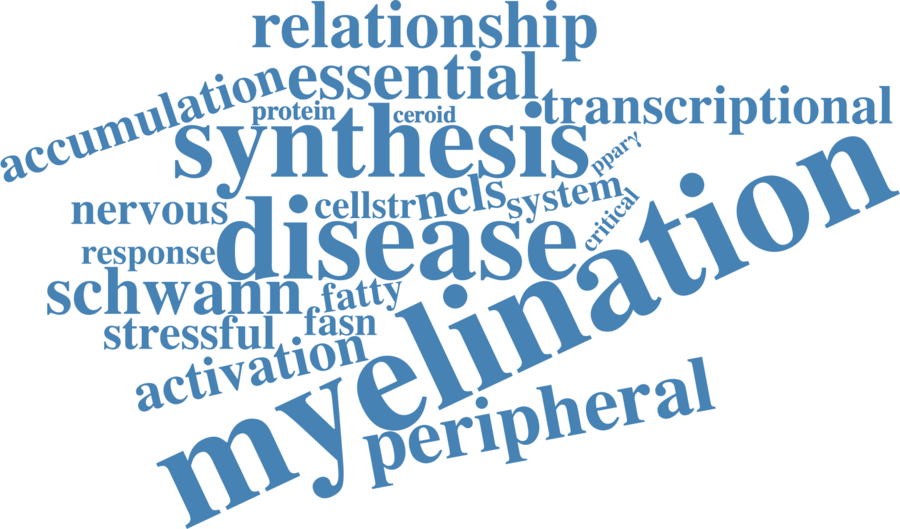 relationship
essential
accumulation
protein
ceroid
transcriptional
synthesis
ppary
nervous
cellstr
ncls
system
critical
disease
response
schwann
fatty
fasn
stressful
activation
myelination
peripheral